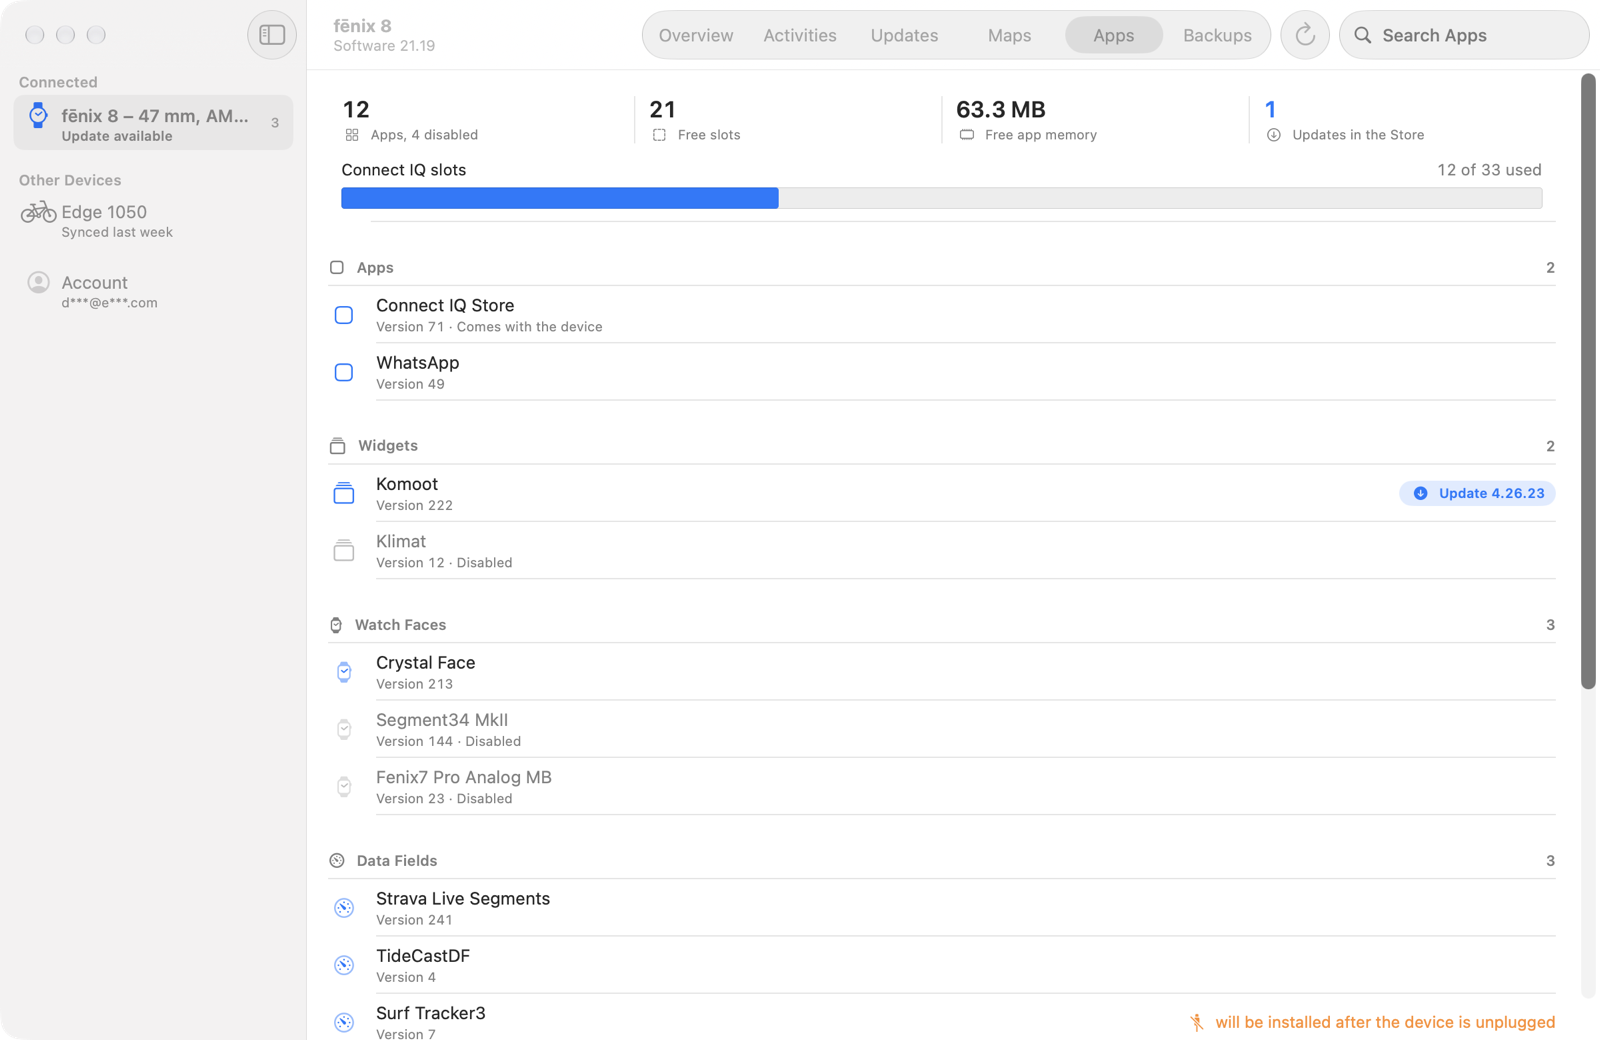 fēnix 8
Software 21.19
Overview
Activities
Updates
Maps
Apps
Backups
Search Apps
Connected
fēnix 8 – 47 mm, AM...
3
Update available
Other Devices
Edge 1050
Synced last week
Account
d***@e***.com
12
Apps, 4 disabled
21
Free slots
63.3 MB
Free app memory
1
Updates in the Store
Connect IQ slots
12 of 33 used
Apps
2
Connect IQ Store
Version 71 · Comes with the device
WhatsApp
Version 49
Widgets
2
Komoot
Version 222
Update 4.26.23
Klimat
Version 12 · Disabled
Watch Faces
3
Crystal Face
Version 213
Segment34 MkII
Version 144 · Disabled
Fenix7 Pro Analog MB
Version 23 · Disabled
Data Fields
3
Strava Live Segments
Version 241
TideCastDF
Version 4
Surf Tracker3
Version 7
will be installed after the device is unplugged